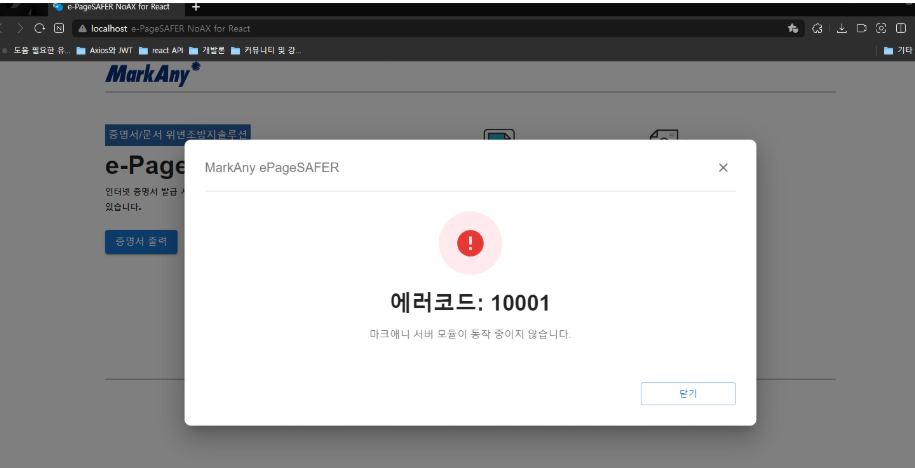 e-PageSAFER NoAX for React
localhost e-PageSAFER NoAX for React
도움 필요한 유... Axios와 JWT react API 개발론 커뮤니티 및 강... 기타
MarkAny
증명서/문서 위변조방지솔루션
e-Page
인터넷 증명서 발급
있습니다.
증명서 출력
MarkAny ePageSAFER
에러코드: 10001
마크애니 서버 모듈이 동작 중이지 않습니다.
닫기